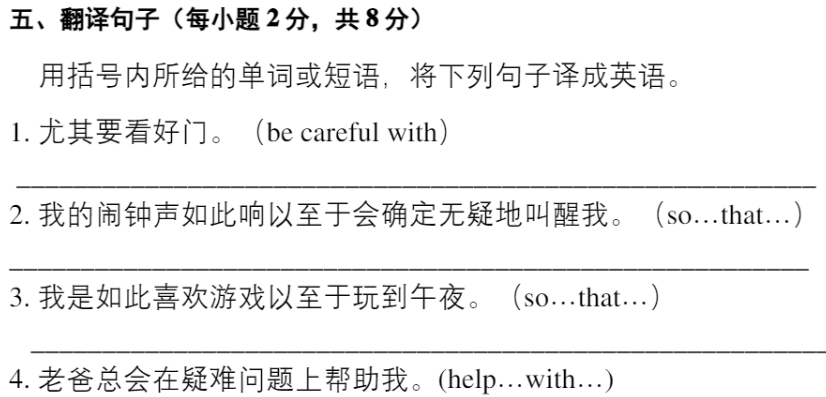 五、翻译句子（每小题 2 分，共 8 分）
用括号内所给的单词或短语，将下列句子译成英语。
1. 尤其要看好门。（be careful with）
2. 我的闹钟声如此响以至于会确定无疑地叫醒我。（so…that…）
3. 我是如此喜欢游戏以至于玩到午夜。（so…that…）
4. 老爸总会在疑难问题上帮助我。(help…with…)